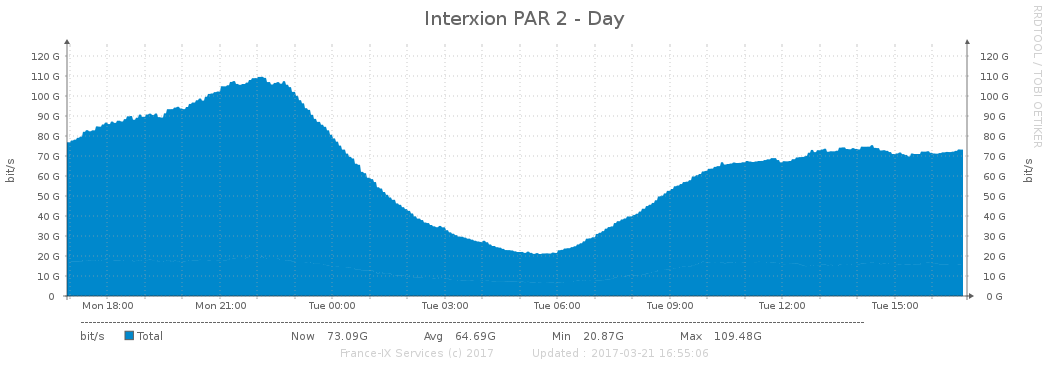 Interxion PAR 2 - Day
RRDTOOL / TOBI OETIKER
bit/s
bit/s
120 G 120 G
110 G 110 G
100 G 100 G
90 G 90 G
80 G 80 G
70 G 70 G
60 G 60 G
50 G 50 G
40 G 40 G
30 G 30 G
20 G 20 G
10 G 10 G
0 0 G
Mon 18:00 Mon 21:00 Tue 00:00 Tue 03:00 Tue 06:00 Tue 09:00 Tue 12:00 Tue 15:00
bit/s Total Now 73.09G Avg 64.69G Min 20.87G Max 109.48G
France-IX Services (c) 2017 Updated : 2017-03-21 16:55:06